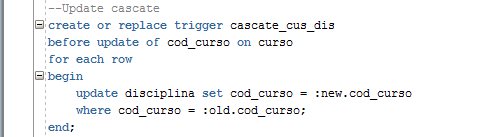 --Update cascate
create or replace trigger cascate_cus_dis
before update of cod_curso on curso
for each row
begin
update disciplina set cod_curso = :new.cod_curso
where cod_curso = :old.cod_curso;
end;